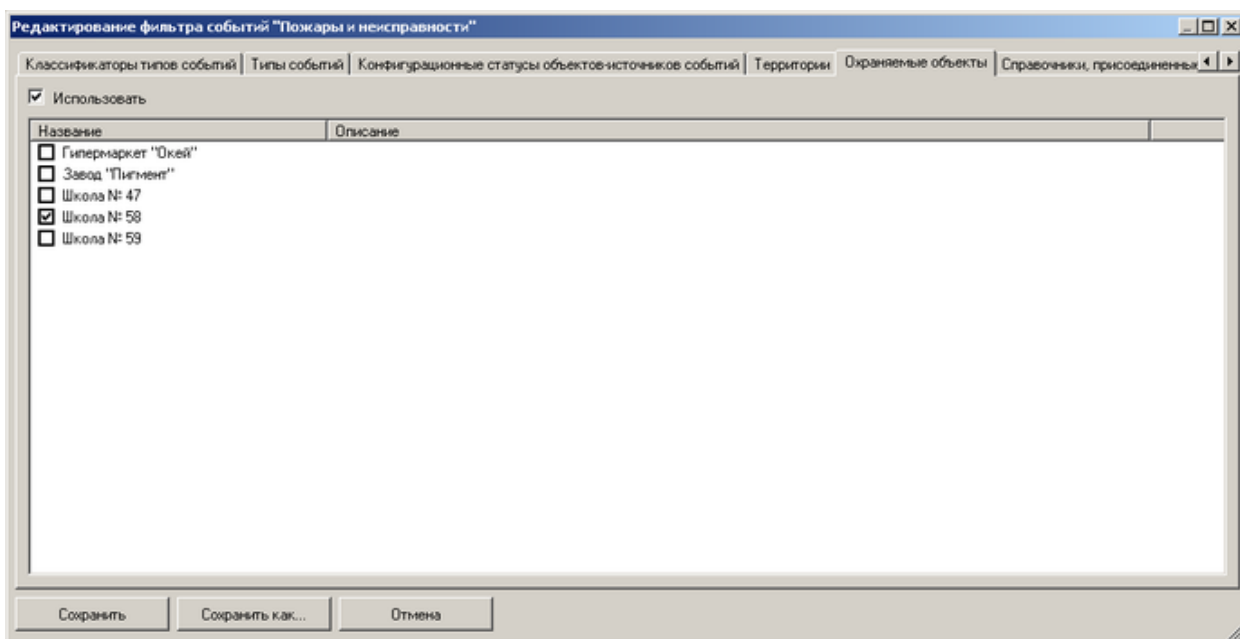 Редактирование фильтра событий "Пожары и неисправности"
Классификаторы типов событий Типы событий Конфигурационные статусы объектов-источников событий Территории Охраняемые объекты Справочники, присоединенных
Использовать
Название Описание
Гипермаркет "Окей"
Завод "Пигмент"
Школа № 47
Школа № 58
Школа № 59
Сохранить Сохранить как... Отмена